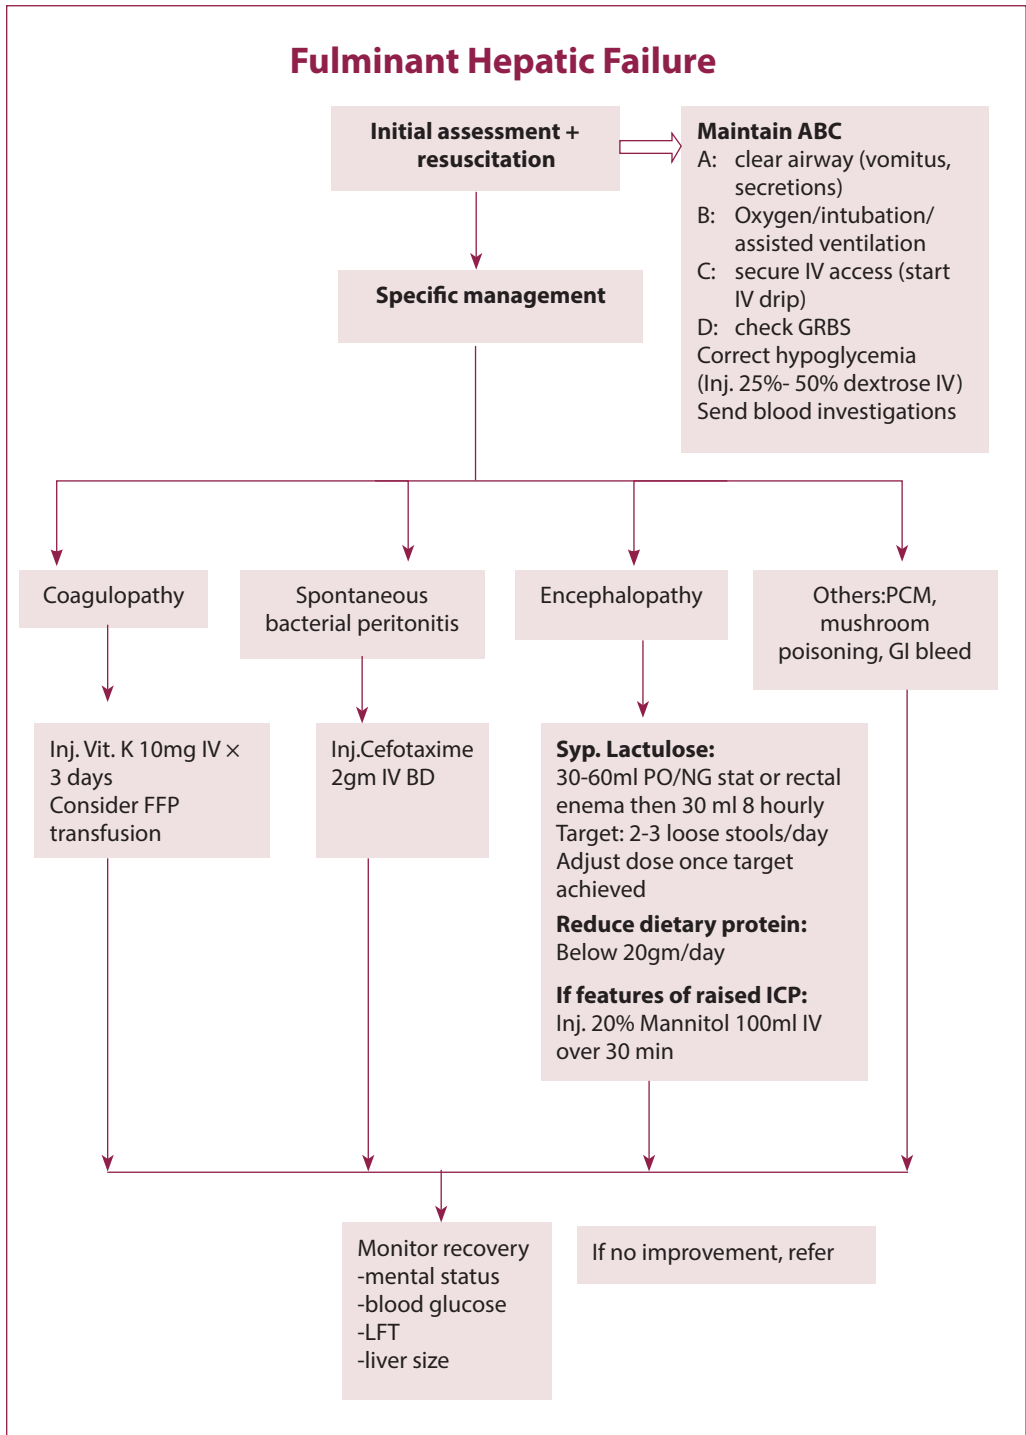 Fulminant Hepatic Failure
Initial assessment +
resuscitation
Maintain ABC
A: clear airway (vomitus,
secretions)
B: Oxygen/intubation/
assisted ventilation
C: secure IV access (start
IV drip)
D: check GRBS
Correct hypoglycemia
(Inj. 25%- 50% dextrose IV)
Send blood investigations
Specific management
Coagulopathy
Spontaneous
bacterial peritonitis
Encephalopathy
Others:PCM,
mushroom
poisoning, GI bleed
Inj. Vit. K 10mg IV ×
3 days
Consider FFP
transfusion
Inj.Cefotaxime
2gm IV BD
Syp. Lactulose:
30-60ml PO/NG stat or rectal
enema then 30 ml 8 hourly
Target: 2-3 loose stools/day
Adjust dose once target
achieved
Reduce dietary protein:
Below 20gm/day
If features of raised ICP:
Inj. 20% Mannitol 100ml IV
over 30 min
Monitor recovery
-mental status
-blood glucose
-LFT
-liver size
If no improvement, refer